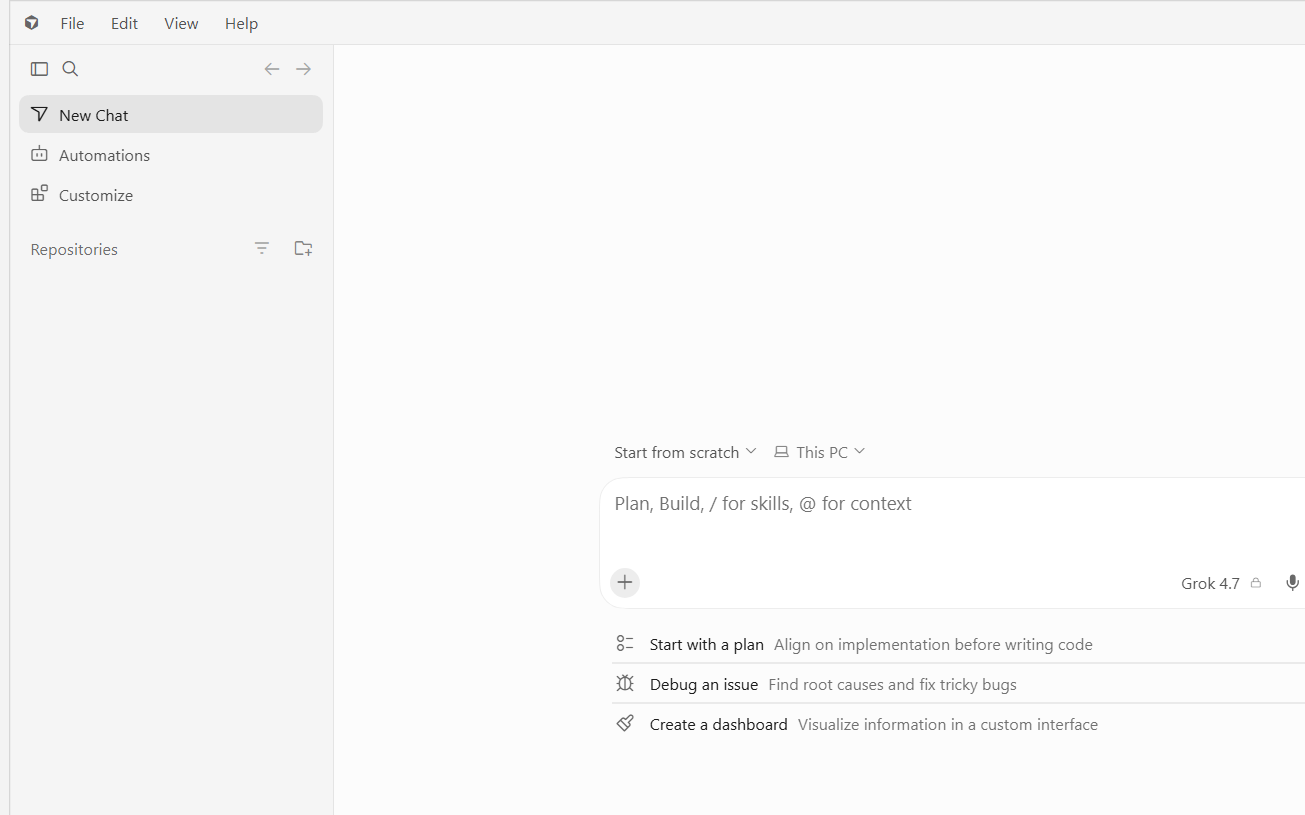 File Edit View Help
New Chat
Automations
Customize
Repositories
Start from scratch This PC
Plan, Build, / for skills, @ for context
Grok 4.7
Start with a plan Align on implementation before writing code
Debug an issue Find root causes and fix tricky bugs
Create a dashboard Visualize information in a custom interface